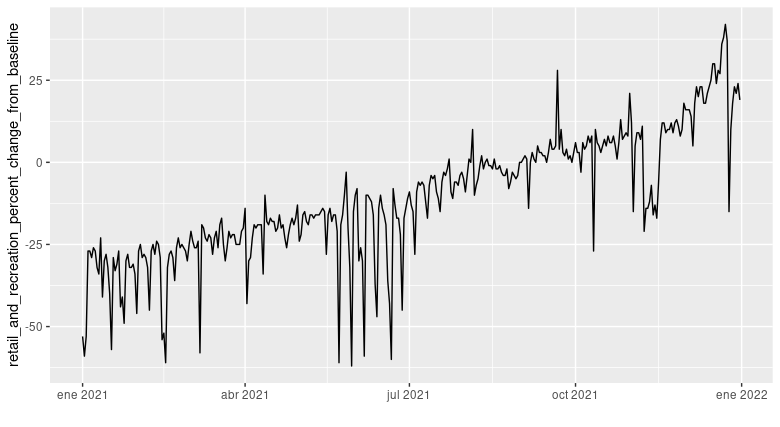 retail_and_recreation_percent_change_from_baseline
25
0
-25
-50
ene 2021
abr 2021
jul 2021
oct 2021
ene 2022